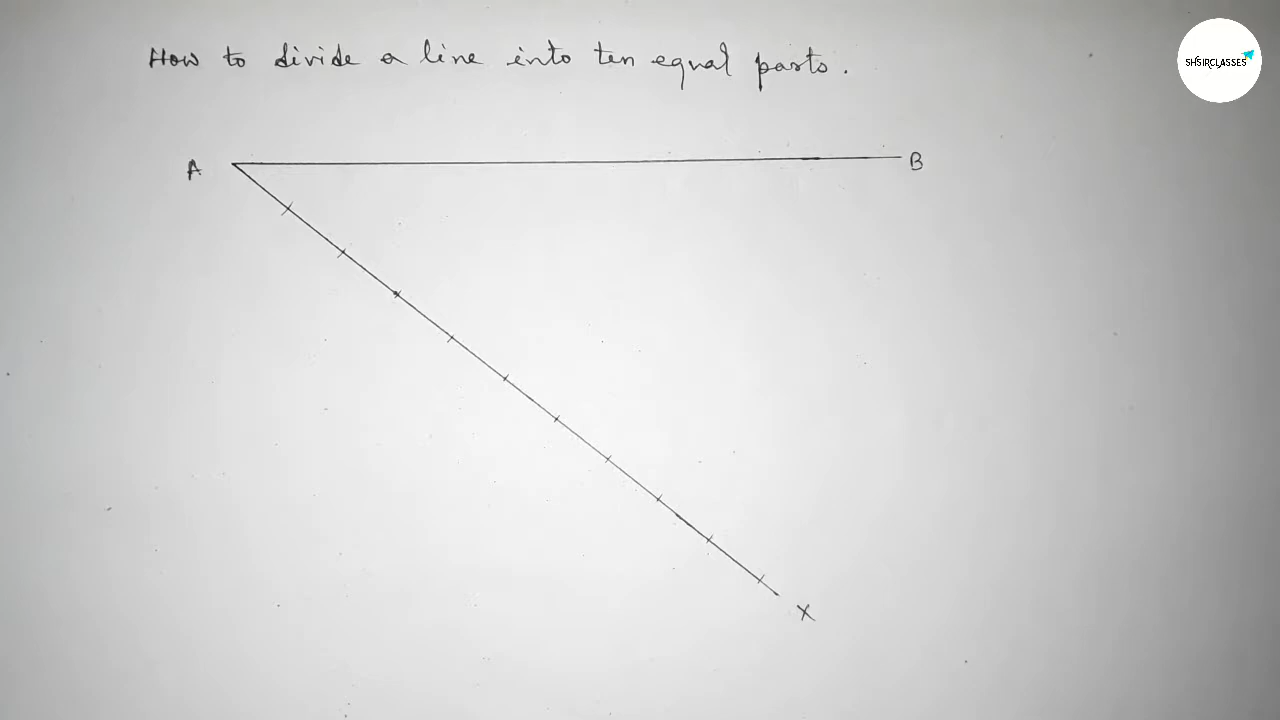 How to divide a line into ten equal parts.
SHSIRCLASSES
A
B
X